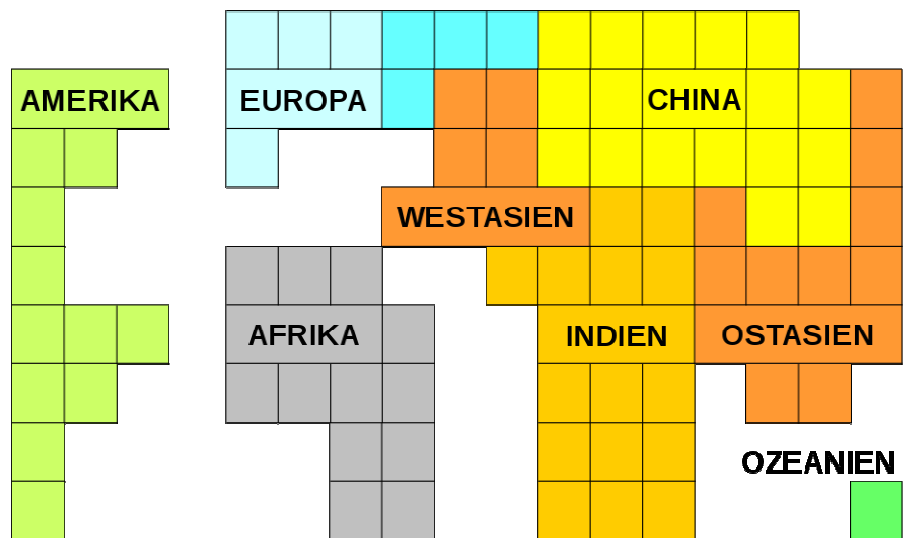 AMERIKA
EUROPA
CHINA
WESTASIEN
AFRIKA
INDIEN
OSTASIEN
OZEANIEN